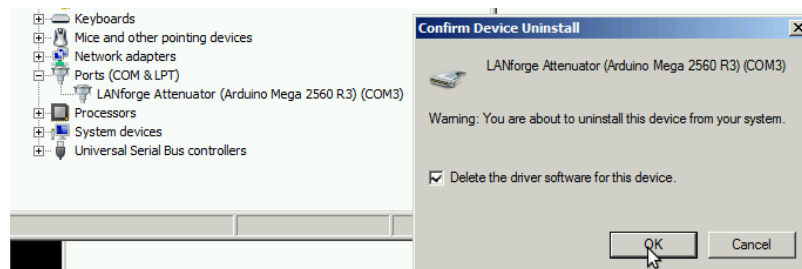 Keyboards
Mice and other pointing devices
Network adapters
Ports (COM & LPT)
LANforge Attenuator (Arduino Mega 2560 R3) (COM3)
Processors
System devices
Universal Serial Bus controllers
Confirm Device Uninstall
LANforge Attenuator (Arduino Mega 2560 R3) (COM3)
Warning: You are about to uninstall this device from your system.
Delete the driver software for this device.
OK
Cancel